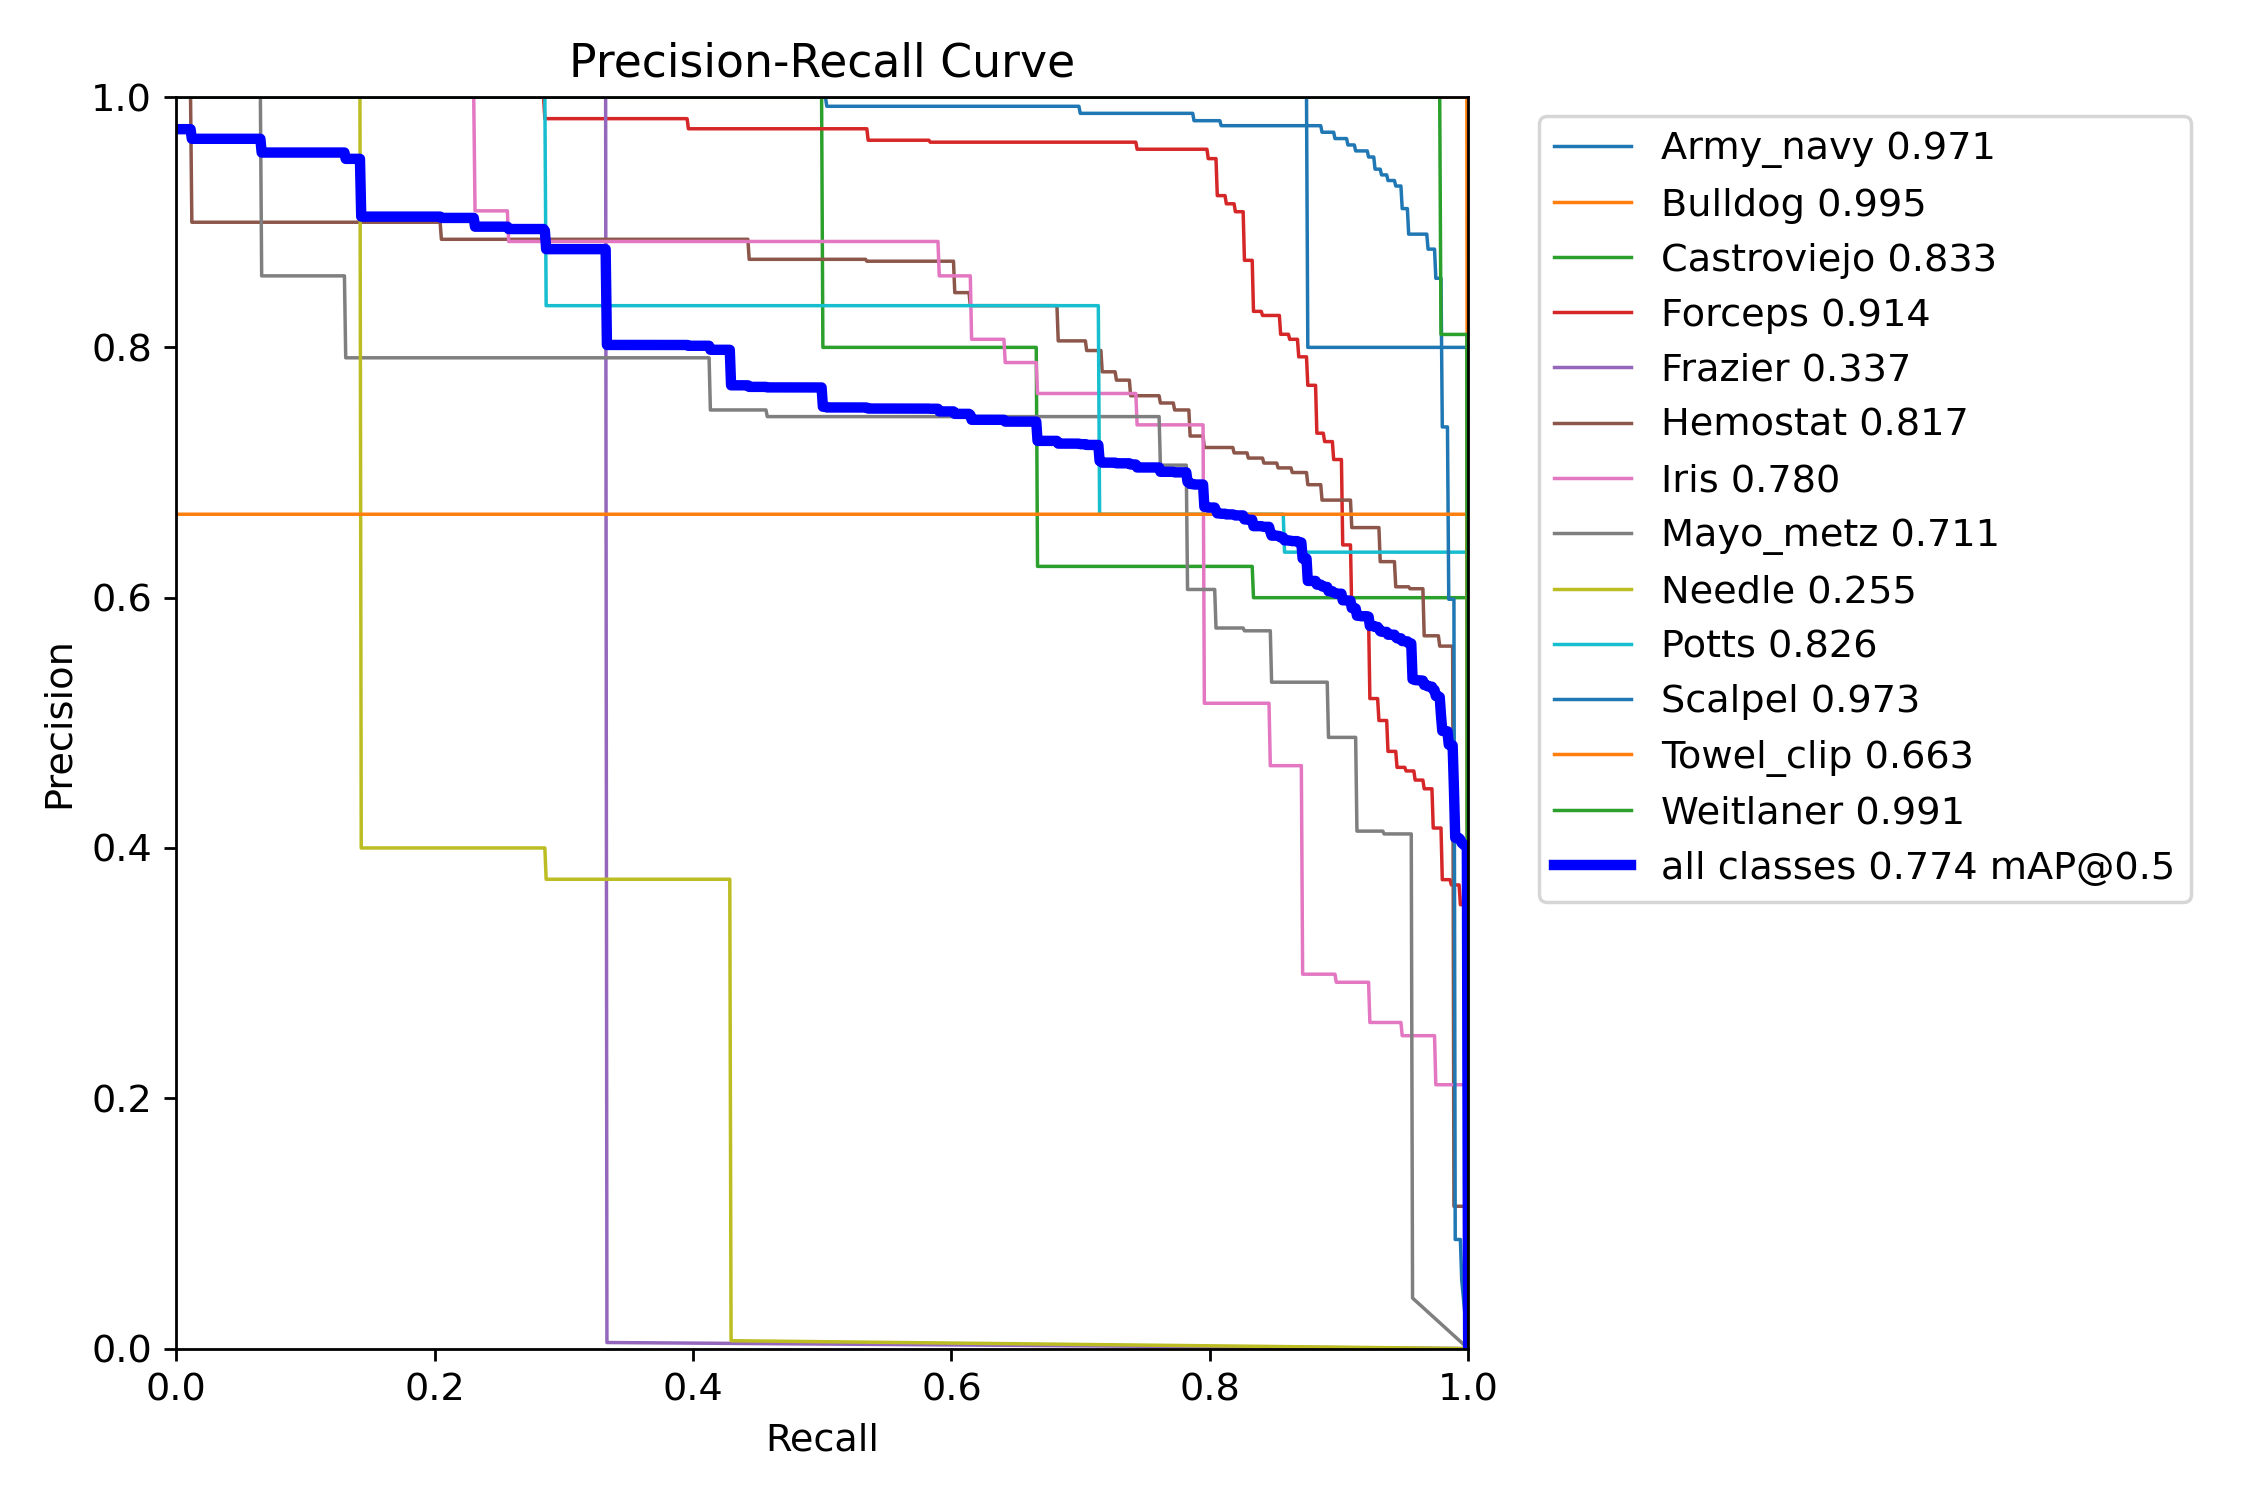 Precision-Recall Curve
1.0
0.8
0.6
0.4
0.2
0.0
Precision
0.0 0.2 0.4 0.6 0.8 1.0
Recall
Army_navy 0.971
Bulldog 0.995
Castroviejo 0.833
Forceps 0.914
Frazier 0.337
Hemostat 0.817
Iris 0.780
Mayo_metz 0.711
Needle 0.255
Potts 0.826
Scalpel 0.973
Towel_clip 0.663
Weitlaner 0.991
all classes 0.774 mAP@0.5